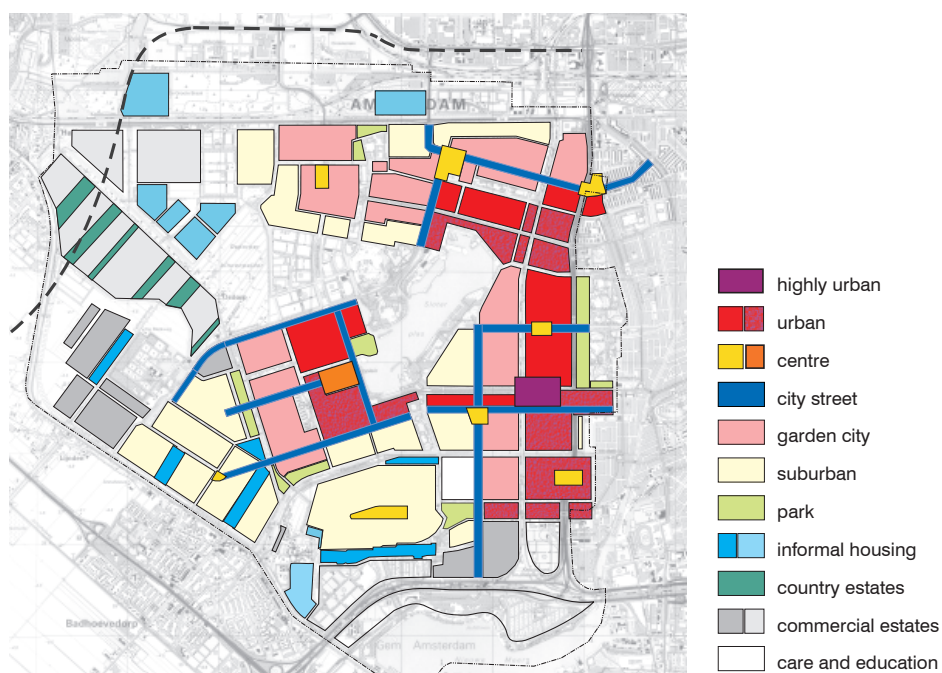 AMSTERDAM
highly urban
urban
centre
city street
garden city
suburban
park
informal housing
country estates
commercial estates
care and education
Badhoevedorp
Gem Amsterdam